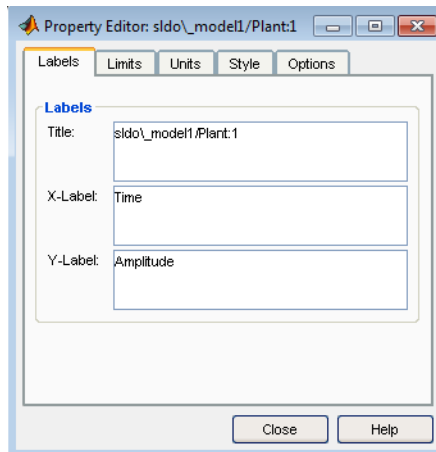 Property Editor: sldo\_model1/Plant:1
Labels Limits Units Style Options
Labels
Title: sldo\_model1/Plant:1
X-Label: Time
Y-Label: Amplitude
Close Help